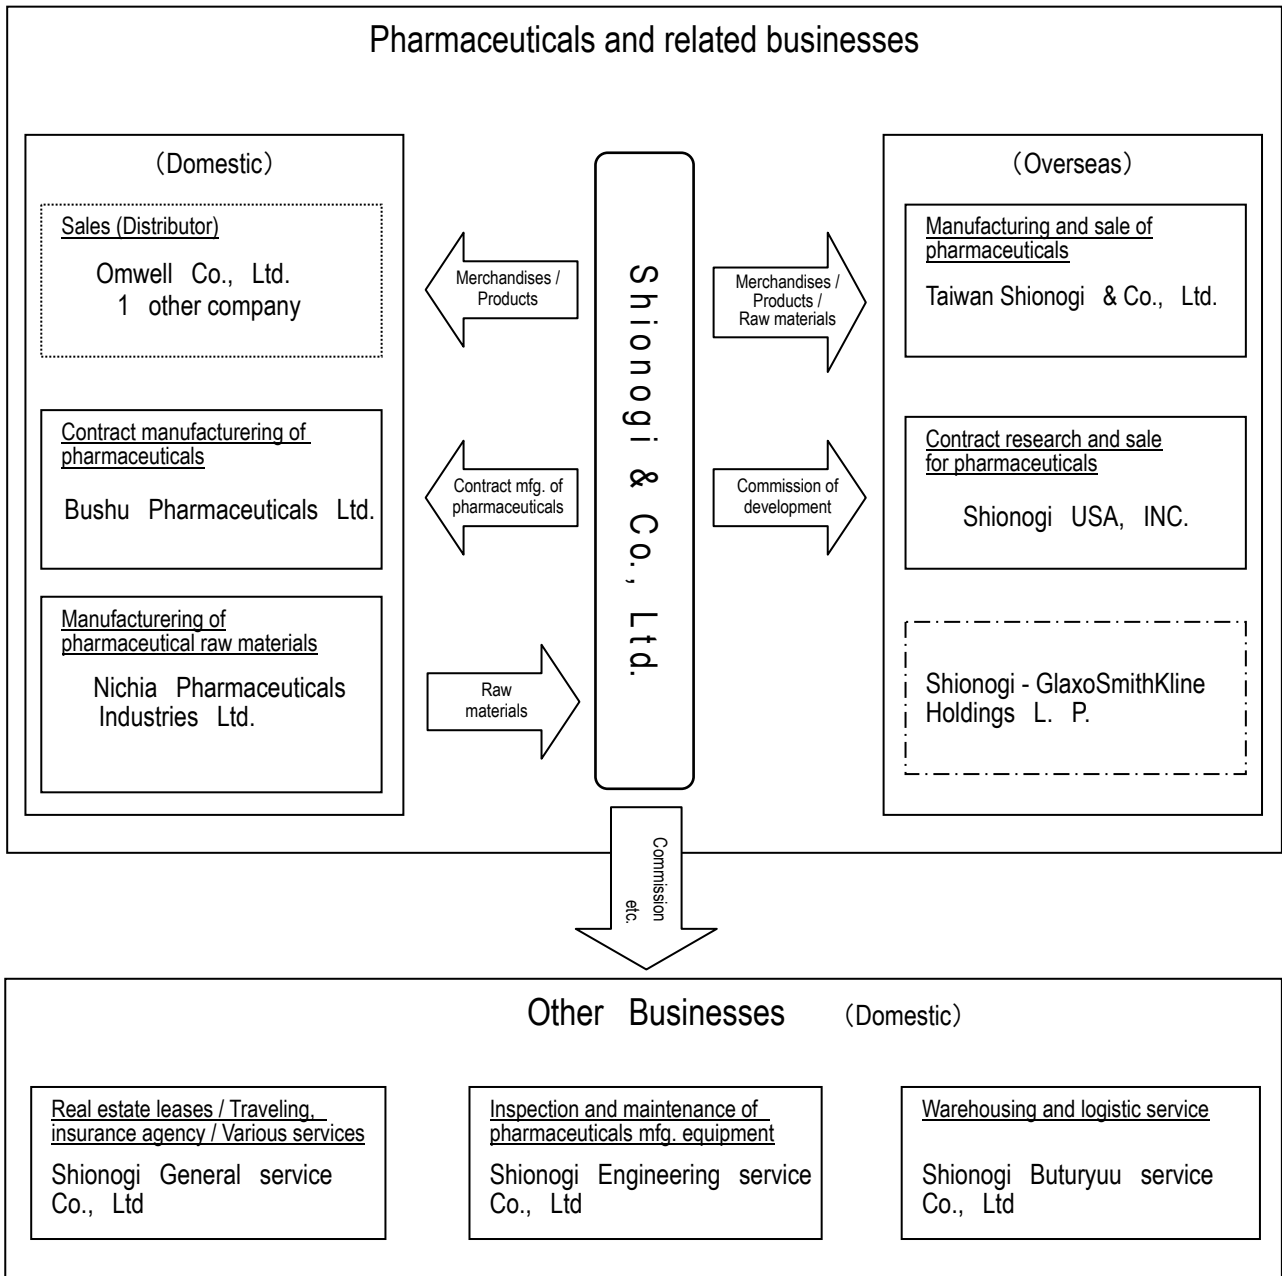 Pharmaceuticals and related businesses
（Domestic）
Sales (Distributor)
Omwell Co., Ltd.
1 other company
Contract manufacturering of
pharmaceuticals
Bushu Pharmaceuticals Ltd.
Manufacturering of
pharmaceutical raw materials
Nichia Pharmaceuticals
Industries Ltd.
Merchandises /
Products
Contract mfg. of
pharmaceuticals
Raw
materials
Shionogi & Co., Ltd.
Merchandises /
Products /
Raw materials
Commission of
development
（Overseas）
Manufacturing and sale of
pharmaceuticals
Taiwan Shionogi & Co., Ltd.
Contract research and sale
for pharmaceuticals
Shionogi USA, INC.
Shionogi - GlaxoSmithKline
Holdings L. P.
Commission
etc.
Other Businesses （Domestic）
Real estate leases / Traveling,
insurance agency / Various services
Shionogi General service
Co., Ltd
Inspection and maintenance of
pharmaceuticals mfg. equipment
Shionogi Engineering service
Co., Ltd
Warehousing and logistic service
Shionogi Buturyuu service
Co., Ltd